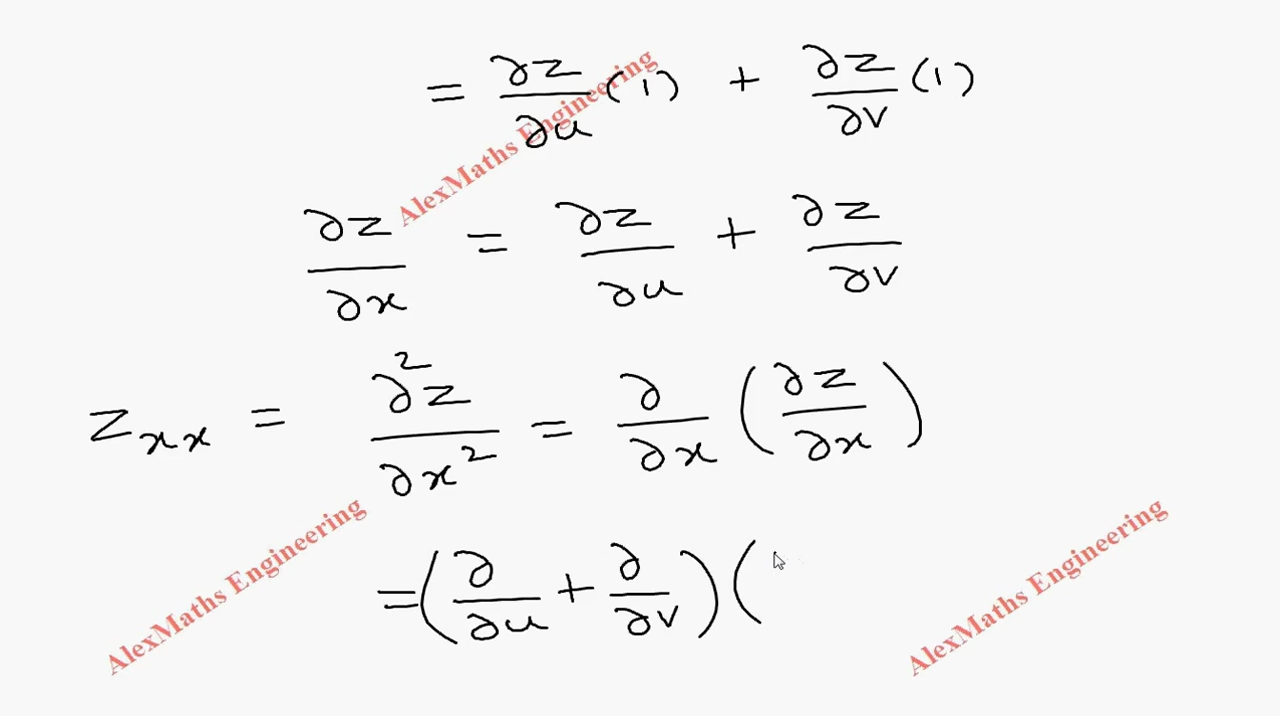 = ∂z/∂u (1) + ∂z/∂v (1)
AlexMaths Engineering
∂z/∂x = ∂z/∂u + ∂z/∂v
z_xx = ∂²z/∂x² = ∂/∂x (∂z/∂x)
= (∂/∂u + ∂/∂v) (
AlexMaths Engineering
AlexMaths Engineering